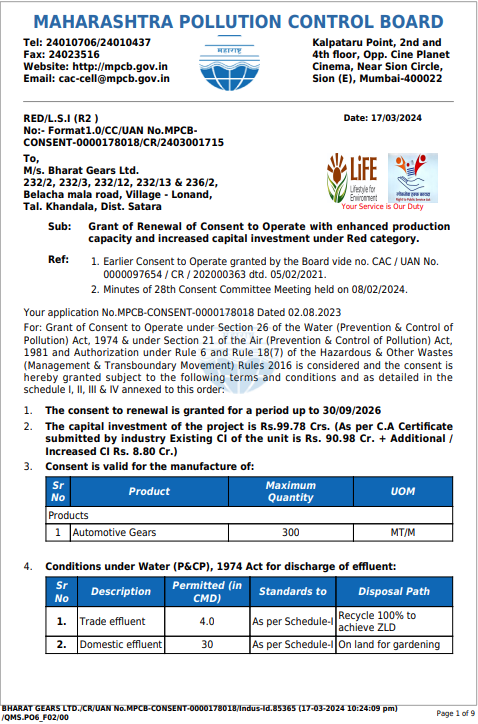 MAHARASHTRA POLLUTION CONTROL BOARD
Tel: 24010706/24010437
Fax: 24023516
Website: http://mpcb.gov.in
Email: cac-cell@mpcb.gov.in
महाराष्ट्र
Kalpataru Point, 2nd and
4th floor, Opp. Cine Planet
Cinema, Near Sion Circle,
Sion (E), Mumbai-400022
RED/L.S.I (R2 )
No:- Format1.0/CC/UAN No.MPCB-
CONSENT-0000178018/CR/2403001715
Date: 17/03/2024
To,
M/s. Bharat Gears Ltd.
232/2, 232/3, 232/12, 232/13 & 236/2,
Belacha mala road, Village - Lonand,
Tal. Khandala, Dist. Satara
LiFE
Lifestyle for
Environment
Your Service is Our Duty
Sub: Grant of Renewal of Consent to Operate with enhanced production
capacity and increased capital investment under Red category.
Ref: 1. Earlier Consent to Operate granted by the Board vide no. CAC / UAN No.
0000097654 / CR / 202000363 dtd. 05/02/2021.
2. Minutes of 28th Consent Committee Meeting held on 08/02/2024.
Your application No.MPCB-CONSENT-0000178018 Dated 02.08.2023
For: Grant of Consent to Operate under Section 26 of the Water (Prevention & Control of
Pollution) Act, 1974 & under Section 21 of the Air (Prevention & Control of Pollution) Act,
1981 and Authorization under Rule 6 and Rule 18(7) of the Hazardous & Other Wastes
(Management & Transboundary Movement) Rules 2016 is considered and the consent is
hereby granted subject to the following terms and conditions and as detailed in the
schedule I, II, III & IV annexed to this order:
1. The consent to renewal is granted for a period up to 30/09/2026
2. The capital investment of the project is Rs.99.78 Crs. (As per C.A Certificate
submitted by industry Existing CI of the unit is Rs. 90.98 Cr. + Additional /
Increased CI Rs. 8.80 Cr.)
3. Consent is valid for the manufacture of:
Sr No Product Maximum Quantity UOM
Products
1 Automotive Gears 300 MT/M
4. Conditions under Water (P&CP), 1974 Act for discharge of effluent:
Sr No Description Permitted (in CMD) Standards to Disposal Path
1. Trade effluent 4.0 As per Schedule-I Recycle 100% to achieve ZLD
2. Domestic effluent 30 As per Schedule-I On land for gardening
BHARAT GEARS LTD./CR/UAN No.MPCB-CONSENT-0000178018/Indus-Id.85365 (17-03-2024 10:24:09 pm)
/QMS.PO6_F02/00
Page 1 of 9